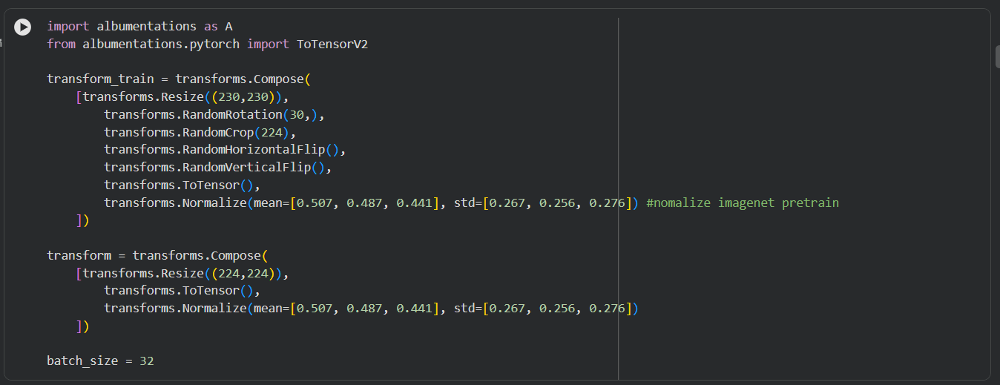 import albumentations as A
from albumentations.pytorch import ToTensorV2
transform_train = transforms.Compose(
[transforms.Resize((230,230)),
transforms.RandomRotation(30,),
transforms.RandomCrop(224),
transforms.RandomHorizontalFlip(),
transforms.RandomVerticalFlip(),
transforms.ToTensor(),
transforms.Normalize(mean=[0.507, 0.487, 0.441], std=[0.267, 0.256, 0.276]) #nomalize imagenet pretrain
])
transform = transforms.Compose(
[transforms.Resize((224,224)),
transforms.ToTensor(),
transforms.Normalize(mean=[0.507, 0.487, 0.441], std=[0.267, 0.256, 0.276])
])
batch_size = 32